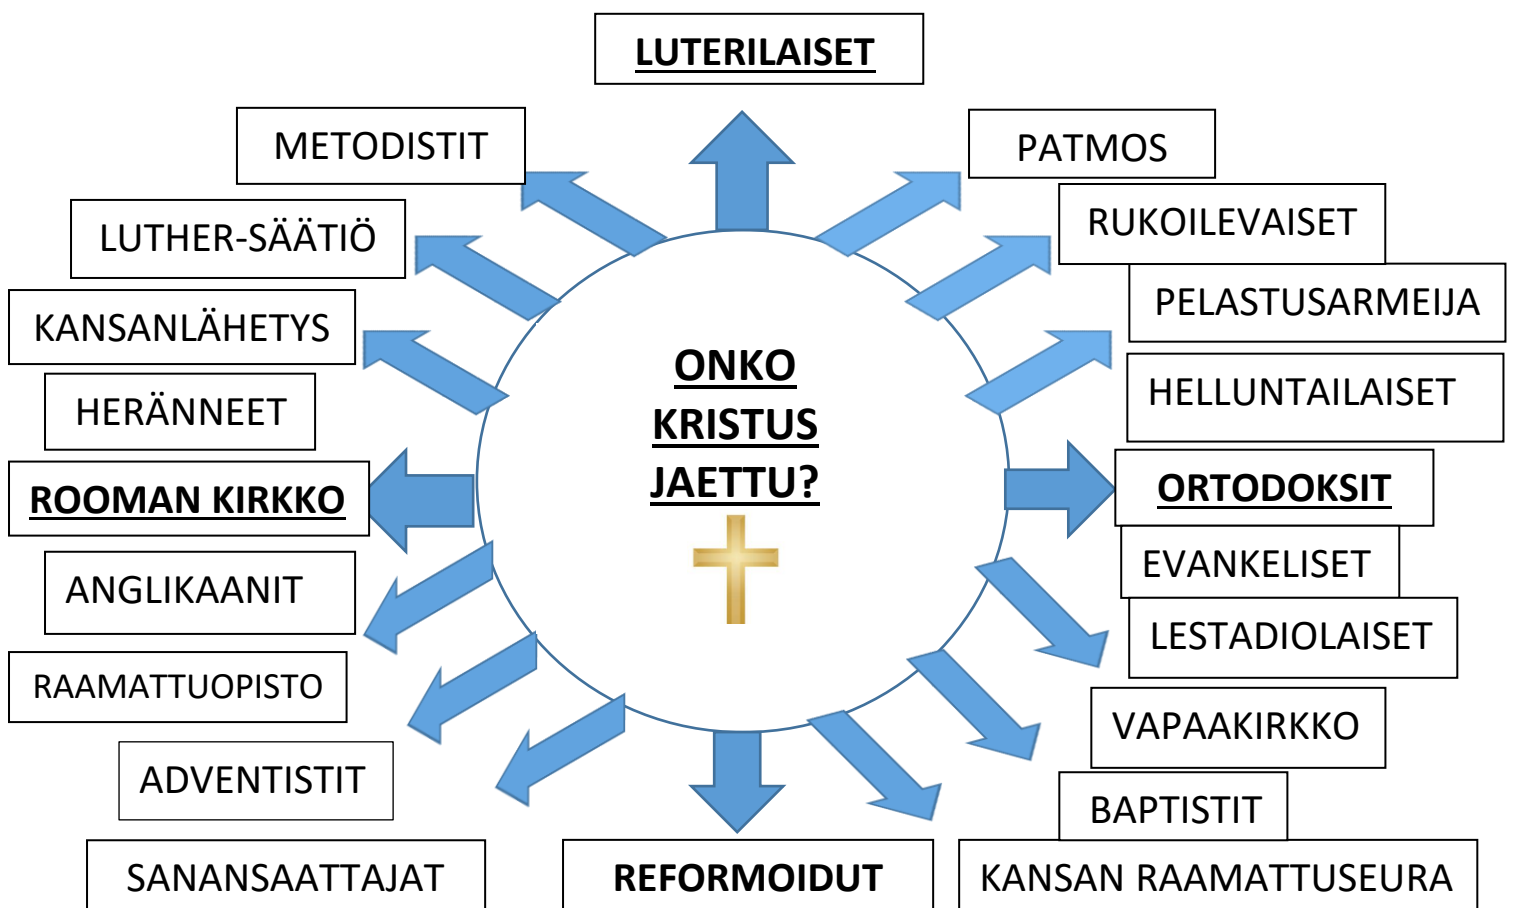 LUTERILAISET
METODISTIT
PATMOS
LUTHER-SÄÄTIÖ
RUKOILEVAISET
KANSANLÄHETYS
PELASTUSARMEIJA
HERÄNNEET
HELLUNTAILAISET
ONKO
KRISTUS
JAETTU?
ROOMAN KIRKKO
ORTODOKSIT
ANGLIKAANIT
EVANKELISET
LESTADIOLAISET
RAAMATTUOPISTO
VAPAAKIRKKO
ADVENTISTIT
BAPTISTIT
SANANSAATTAJAT
REFORMOIDUT
KANSAN RAAMATTUSEURA